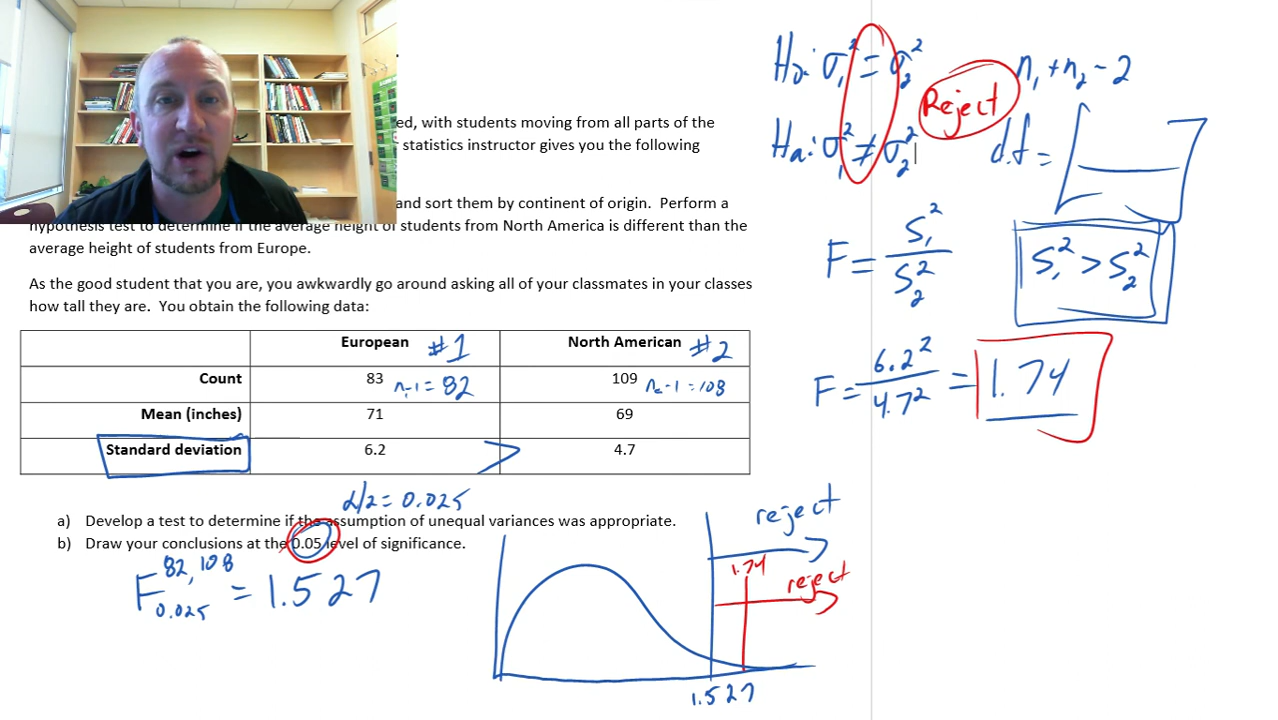 ed, with students moving from all parts of the
statistics instructor gives you the following
and sort them by continent of origin. Perform a
hypothesis test to determine if the average height of students from North America is different than the
average height of students from Europe.
As the good student that you are, you awkwardly go around asking all of your classmates in your classes
how tall they are. You obtain the following data:
European #1 North American #2
Count 83 n₁-1 = 82 109 n₂-1 = 108
Mean (inches) 71 69
Standard deviation 6.2 > 4.7
α/2 = 0.025
a) Develop a test to determine if the assumption of unequal variances was appropriate.
b) Draw your conclusions at the 0.05 level of significance.
F 82, 108 0.025 = 1.527
reject
1.74
reject
1.527
H₀: σ₁² = σ₂²
Reject
Hₐ: σ₁² ≠ σ₂²
n₁ + n₂ - 2
d.f =
F = S₁² / S₂²
S₁² > S₂²
F = 6.2² / 4.7² = 1.74